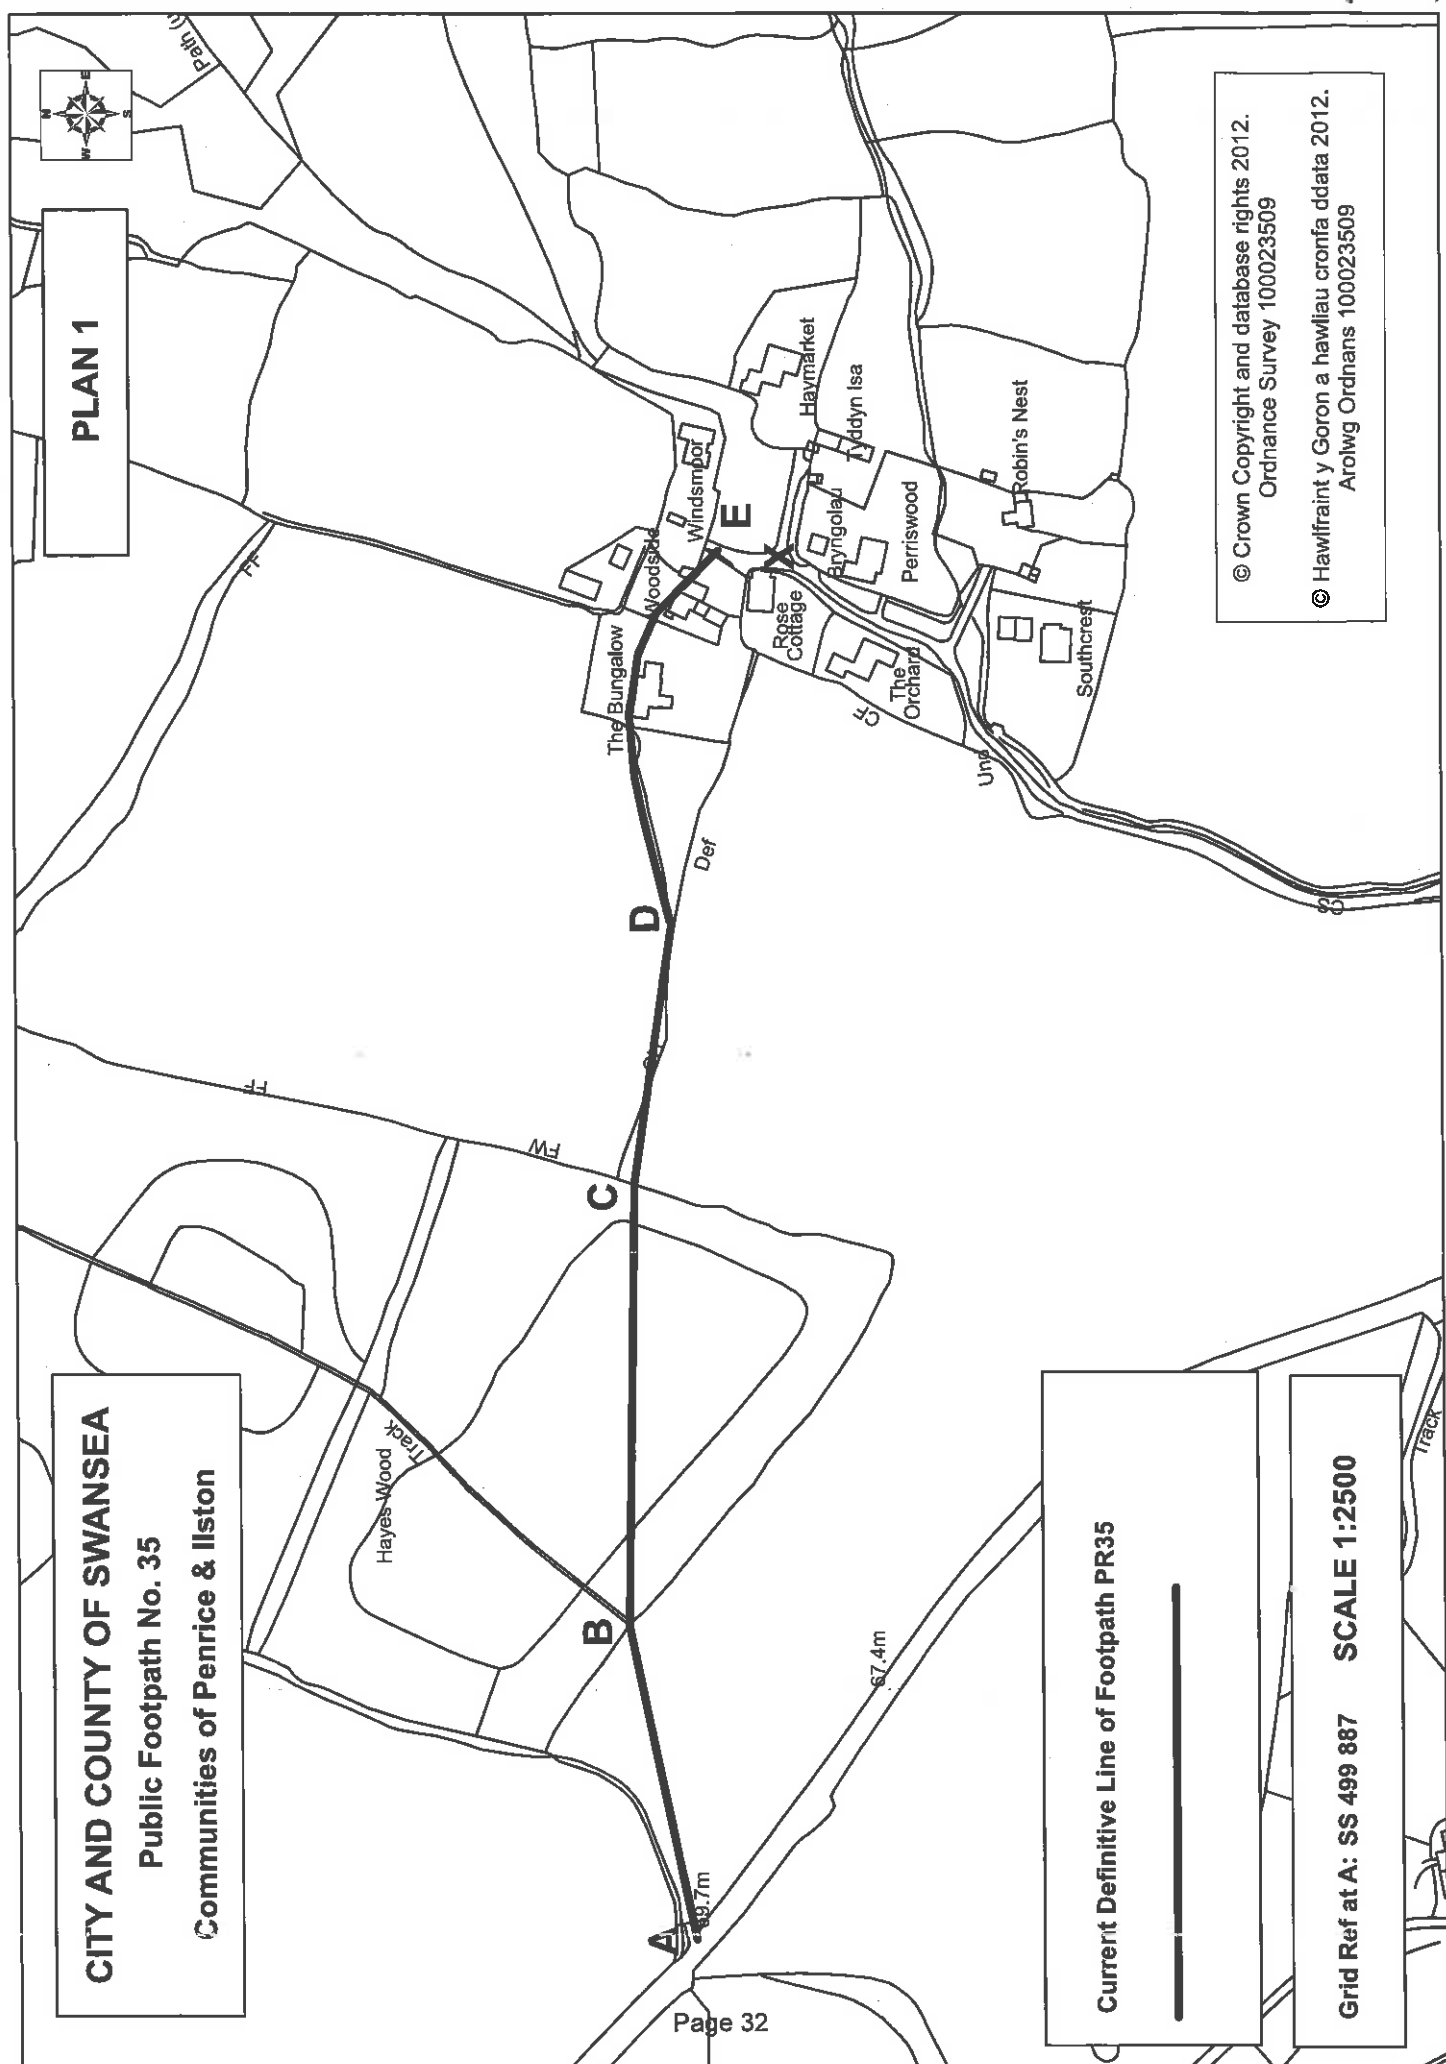 CITY AND COUNTY OF SWANSEA
Public Footpath No. 35
Communities of Penrice & Ilston
PLAN 1
N
E
S
W
Path
FF
FF
FW
Hayes Wood
Track
A
B
C
D
E
X
69.7m
67.4m
Def
CF
Und
CS
The Bungalow
Woodside
Windsmoor
Haymarket
Tyddyn Isa
Bryngolau
Perriswood
Robin's Nest
Rose
Cottage
The
Orchard
Southcrest
Track
Current Definitive Line of Footpath PR35
Grid Ref at A: SS 499 887 SCALE 1:2500
© Crown Copyright and database rights 2012.
Ordnance Survey 100023509
© Hawlfraint y Goron a hawliau cronfa ddata 2012.
Arolwg Ordnans 100023509
Page 32